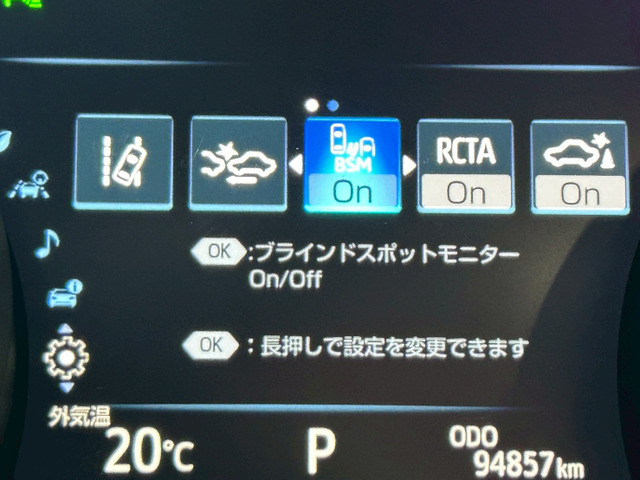 BSM
On
RCTA
On
On
OK :ブラインドスポットモニター
On/Off
OK :長押しで設定を変更できます
外気温
20℃
P
ODO
94857km